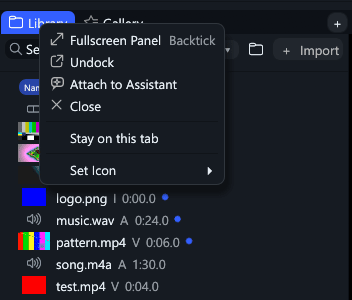 Library
Gallery
Fullscreen Panel Backtick
Undock
Attach to Assistant
Close
Stay on this tab
Set Icon
+ Import
logo.png I 0:00.0
music.wav A 0:24.0
pattern.mp4 V 0:06.0
song.m4a A 1:30.0
test.mp4 V 0:04.0